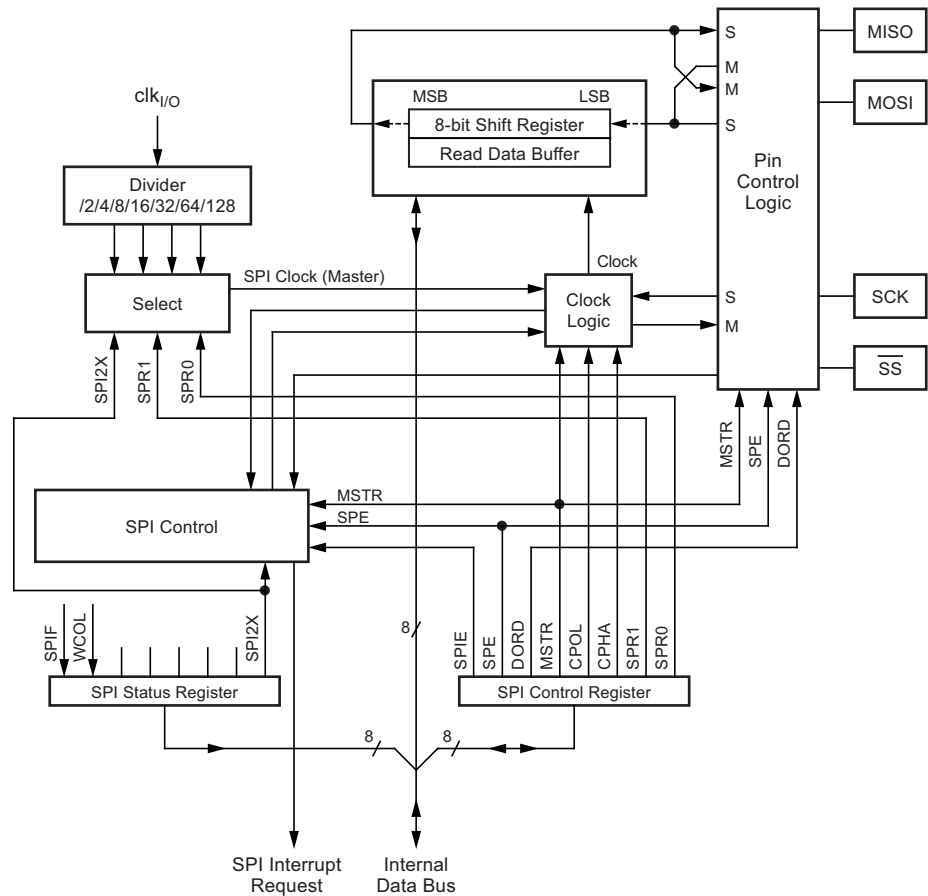 clkI/O
Divider
/2/4/8/16/32/64/128
Select
SPI2X
SPR1
SPR0
SPI Clock (Master)
MSB
LSB
8-bit Shift Register
Read Data Buffer
Clock
Clock
Logic
S
M
M
S
Pin
Control
Logic
S
M
MISO
MOSI
SCK
SS
MSTR
SPE
DORD
SPI Control
MSTR
SPE
SPIF
WCOL
SPI2X
SPI Status Register
8
SPIE
SPE
DORD
MSTR
CPOL
CPHA
SPR1
SPR0
SPI Control Register
8
8
SPI Interrupt
Request
Internal
Data Bus